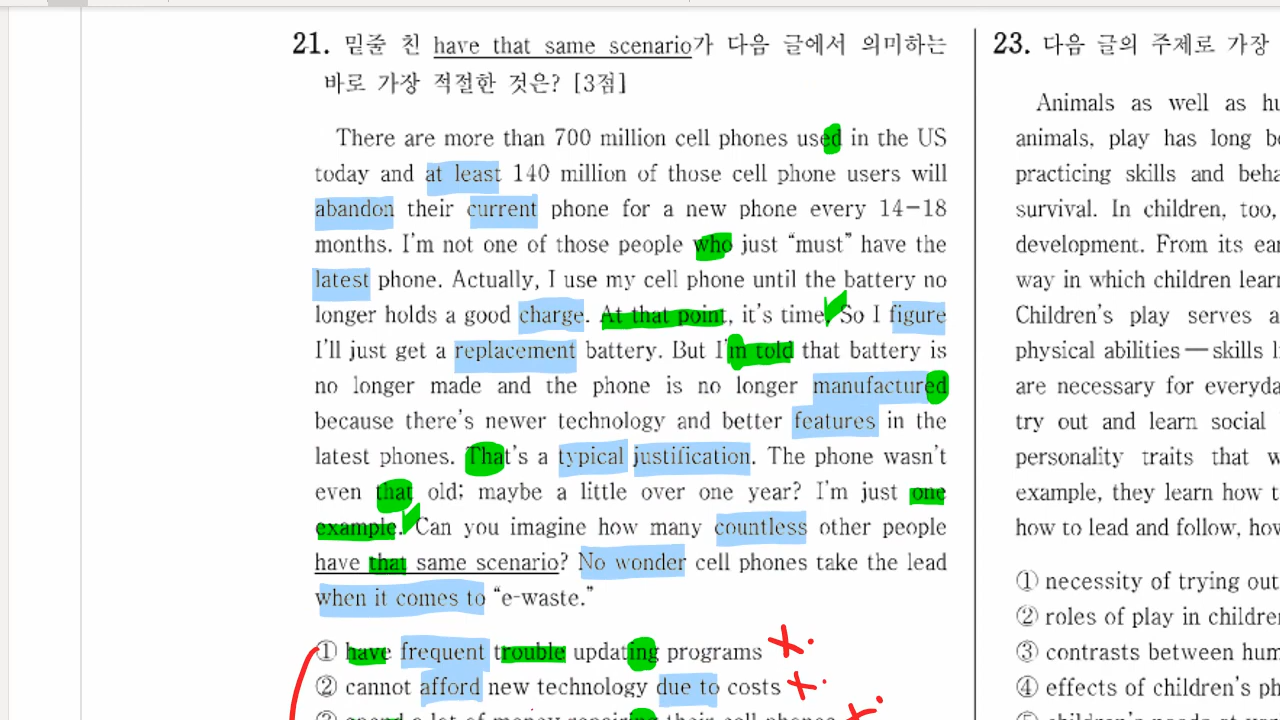 21. 밑줄 친 have that same scenario가 다음 글에서 의미하는
바로 가장 적절한 것은? [3점]
There are more than 700 million cell phones used in the US
today and at least 140 million of those cell phone users will
abandon their current phone for a new phone every 14-18
months. I'm not one of those people who just “must” have the
latest phone. Actually, I use my cell phone until the battery no
longer holds a good charge. At that point, it's time. So I figure
I'll just get a replacement battery. But I'm told that battery is
no longer made and the phone is no longer manufactured
because there's newer technology and better features in the
latest phones. That's a typical justification. The phone wasn't
even that old; maybe a little over one year? I'm just one
example. Can you imagine how many countless other people
have that same scenario? No wonder cell phones take the lead
when it comes to “e-waste.”
① have frequent trouble updating programs
② cannot afford new technology due to costs
③ spend a lot of money repairing their cell phones
23. 다음 글의 주제로 가장
Animals as well as hu
animals, play has long be
practicing skills and beha
survival. In children, too,
development. From its ear
way in which children learn
Children's play serves a
physical abilities — skills li
are necessary for everyda
try out and learn social
personality traits that w
example, they learn how t
how to lead and follow, how
① necessity of trying out
② roles of play in children
③ contrasts between hum
④ effects of children's ph